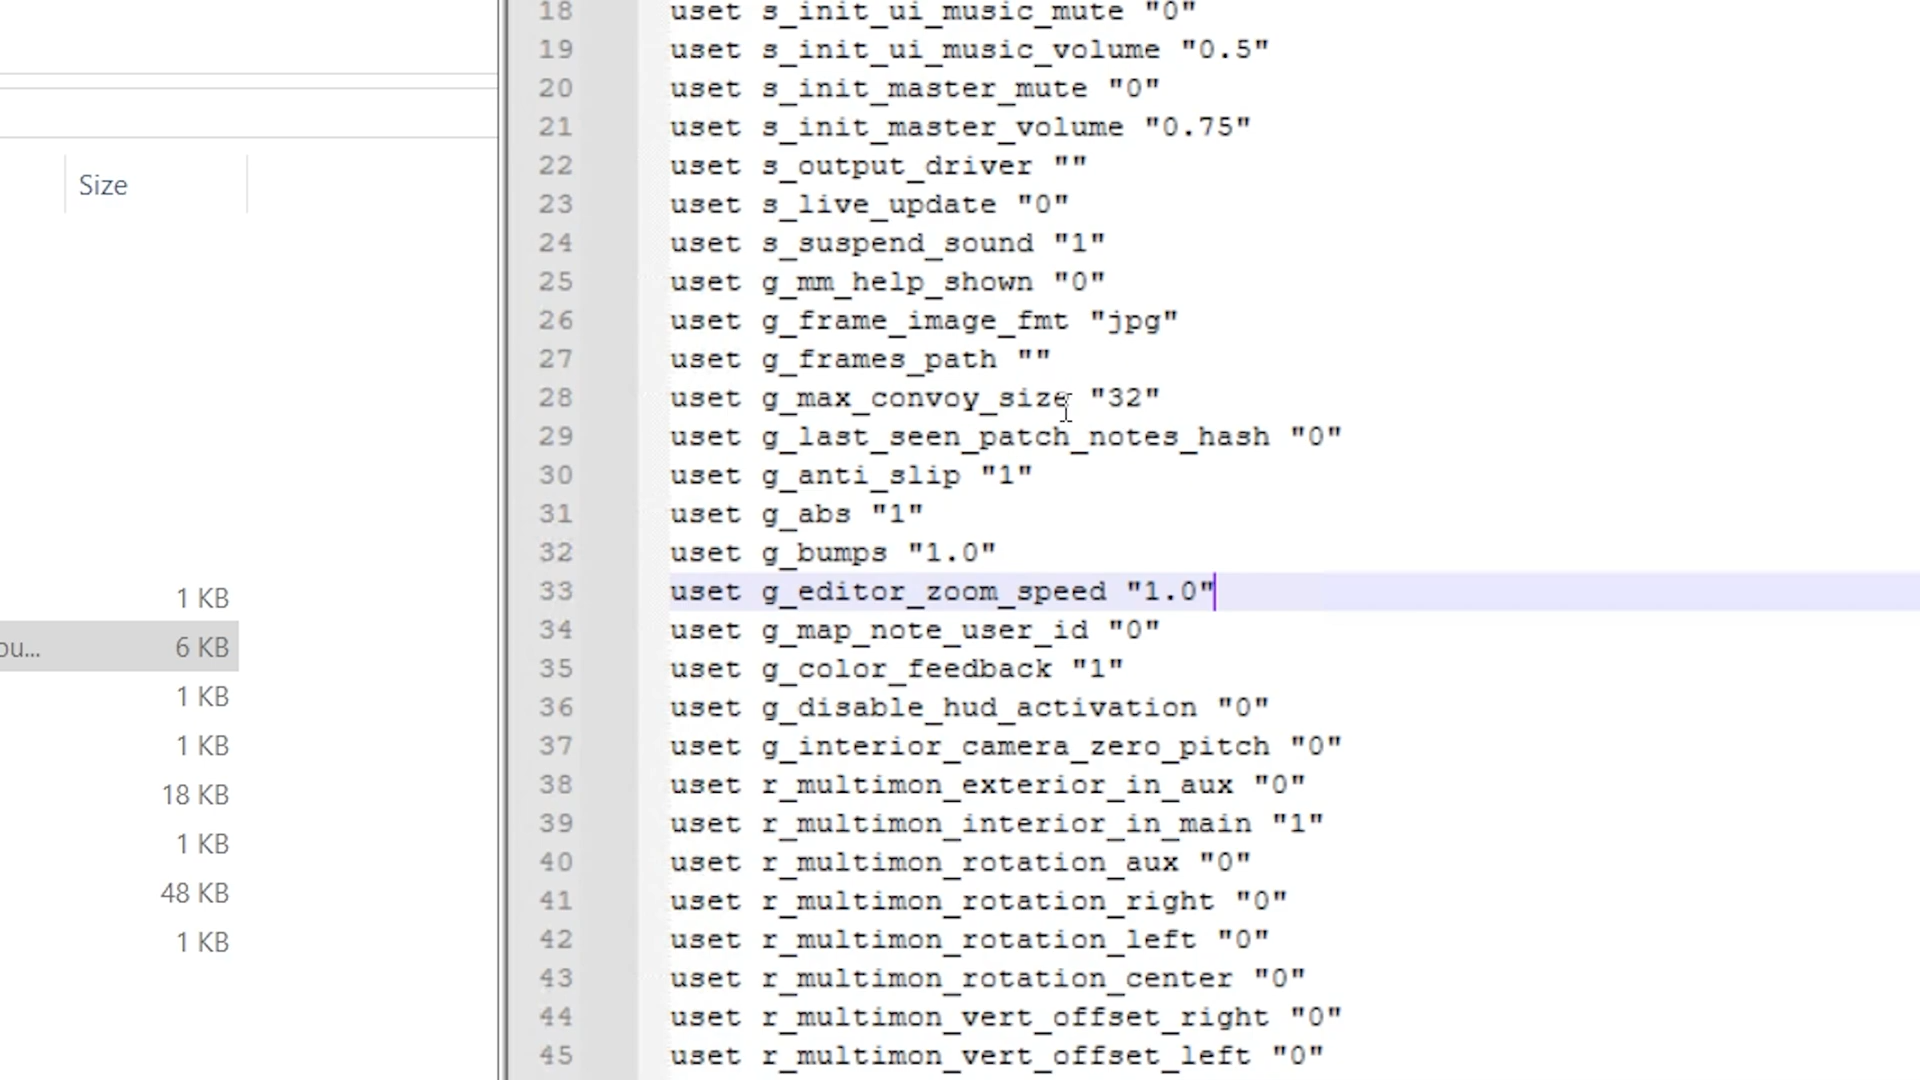 Size
1 KB
ou... 6 KB
1 KB
1 KB
18 KB
1 KB
48 KB
1 KB
18 uset s_init_ui_music_mute "0"
19 uset s_init_ui_music_volume "0.5"
20 uset s_init_master_mute "0"
21 uset s_init_master_volume "0.75"
22 uset s_output_driver ""
23 uset s_live_update "0"
24 uset s_suspend_sound "1"
25 uset g_mm_help_shown "0"
26 uset g_frame_image_fmt "jpg"
27 uset g_frames_path ""
28 uset g_max_convoy_size "32"
29 uset g_last_seen_patch_notes_hash "0"
30 uset g_anti_slip "1"
31 uset g_abs "1"
32 uset g_bumps "1.0"
33 uset g_editor_zoom_speed "1.0"
34 uset g_map_note_user_id "0"
35 uset g_color_feedback "1"
36 uset g_disable_hud_activation "0"
37 uset g_interior_camera_zero_pitch "0"
38 uset r_multimon_exterior_in_aux "0"
39 uset r_multimon_interior_in_main "1"
40 uset r_multimon_rotation_aux "0"
41 uset r_multimon_rotation_right "0"
42 uset r_multimon_rotation_left "0"
43 uset r_multimon_rotation_center "0"
44 uset r_multimon_vert_offset_right "0"
45 uset r_multimon_vert_offset_left "0"